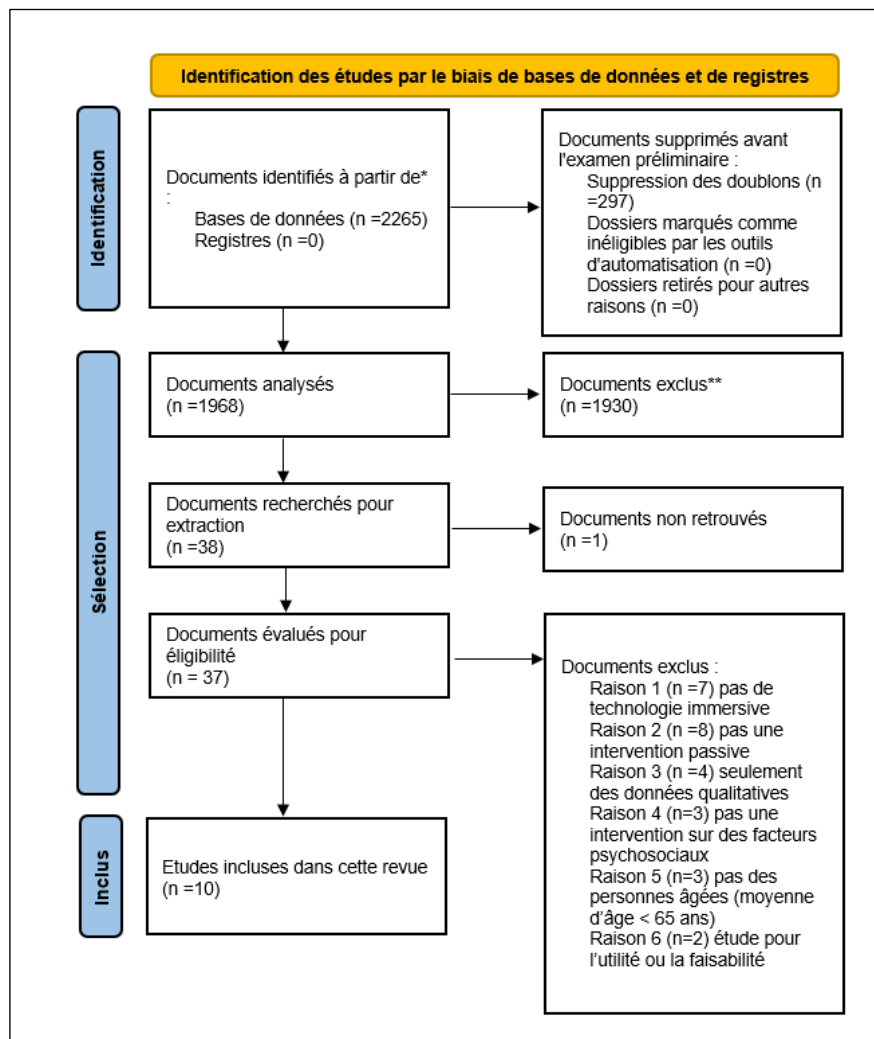 Identification des études par le biais de bases de données et de registres
Identification
Documents identifiés à partir de*
:
Bases de données (n =2265)
Registres (n =0)
Documents supprimés avant
l'examen préliminaire :
Suppression des doublons (n
=297)
Dossiers marqués comme
inéligibles par les outils
d'automatisation (n =0)
Dossiers retirés pour autres
raisons (n =0)
Sélection
Documents analysés
(n =1968)
Documents exclus**
(n =1930)
Documents recherchés pour
extraction
(n =38)
Documents non retrouvés
(n =1)
Documents évalués pour
éligibilité
(n = 37)
Documents exclus :
Raison 1 (n =7) pas de
technologie immersive
Raison 2 (n =8) pas une
intervention passive
Raison 3 (n =4) seulement
des données qualitatives
Raison 4 (n=3) pas une
intervention sur des facteurs
psychosociaux
Raison 5 (n=3) pas des
personnes âgées (moyenne
d’âge < 65 ans)
Raison 6 (n=2) étude pour
l’utilité ou la faisabilité
Inclus
Etudes incluses dans cette revue
(n =10)